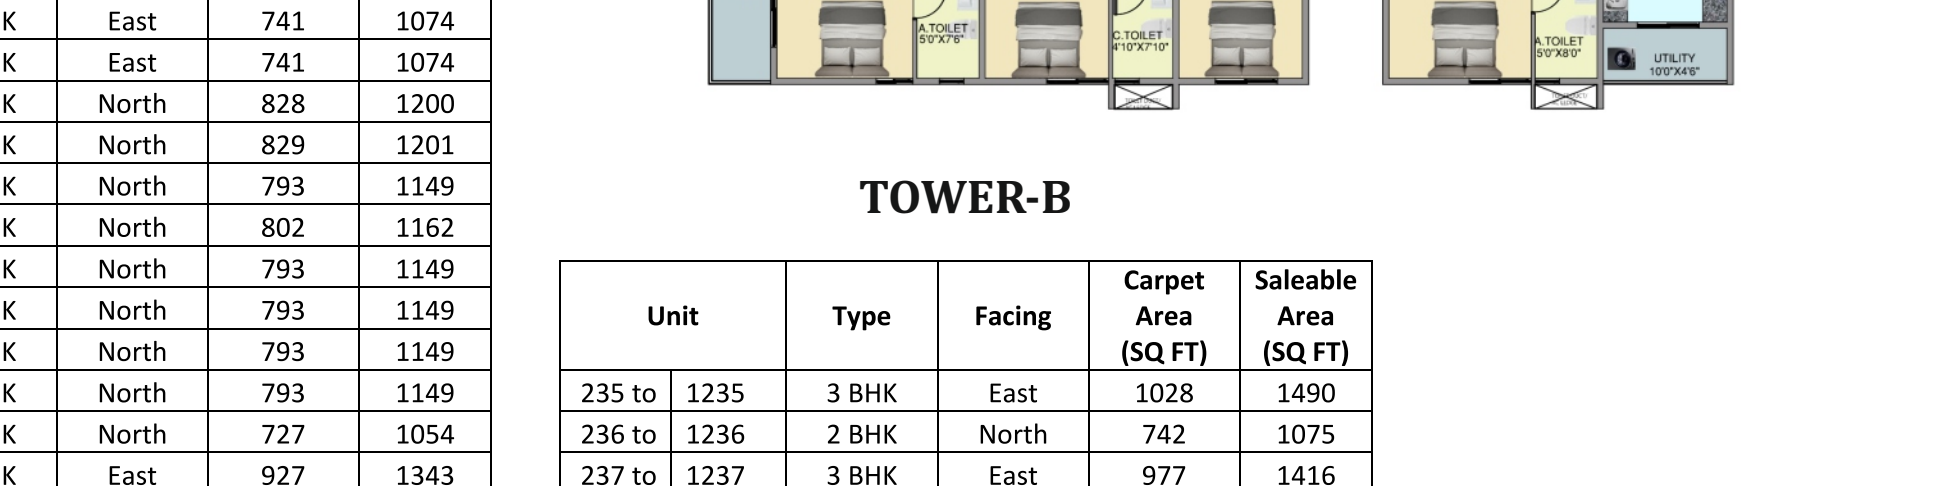 K East 741 1074
K East 741 1074
K North 828 1200
K North 829 1201
K North 793 1149
K North 802 1162
K North 793 1149
K North 793 1149
K North 793 1149
K North 793 1149
K North 727 1054
K East 927 1343
A.TOILET
5'0"X7'6"
C.TOILET
4'10"X7'10"
A.TOILET
5'0"X8'0"
UTILITY
10'0"X4'6"
TOWER-B
Unit Type Facing Carpet Area (SQ FT) Saleable Area (SQ FT)
235 to 1235 3 BHK East 1028 1490
236 to 1236 2 BHK North 742 1075
237 to 1237 3 BHK East 977 1416